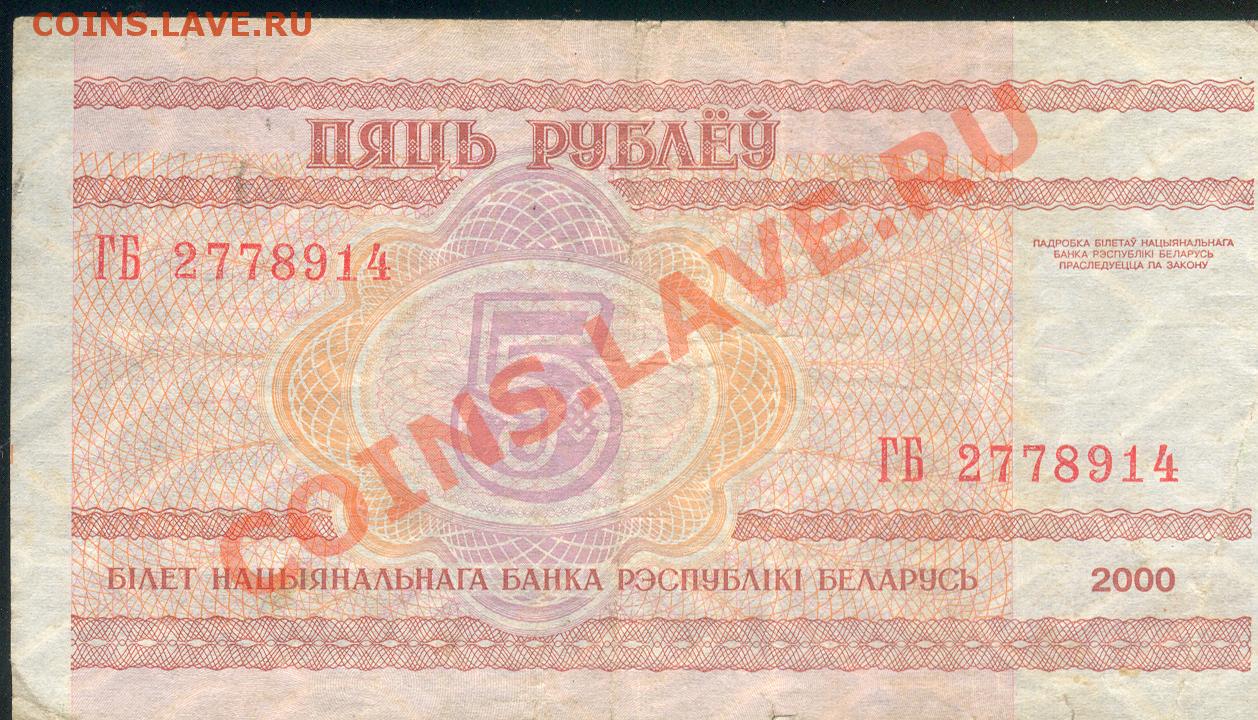 COINS.LAVE.RU
ПЯЦЬ РУБЛЁЎ
ГБ 2778914
ПАДРОБКА БІЛЕТАЎ НАЦЫЯНАЛЬНАГА
БАНКА РЭСПУБЛІКІ БЕЛАРУСЬ
ПРАСЛЕДУЕЦЦА ПА ЗАКОНУ
5
COINS.LAVE.RU
ГБ 2778914
БІЛЕТ НАЦЫЯНАЛЬНАГА БАНКА РЭСПУБЛІКІ БЕЛАРУСЬ
2000